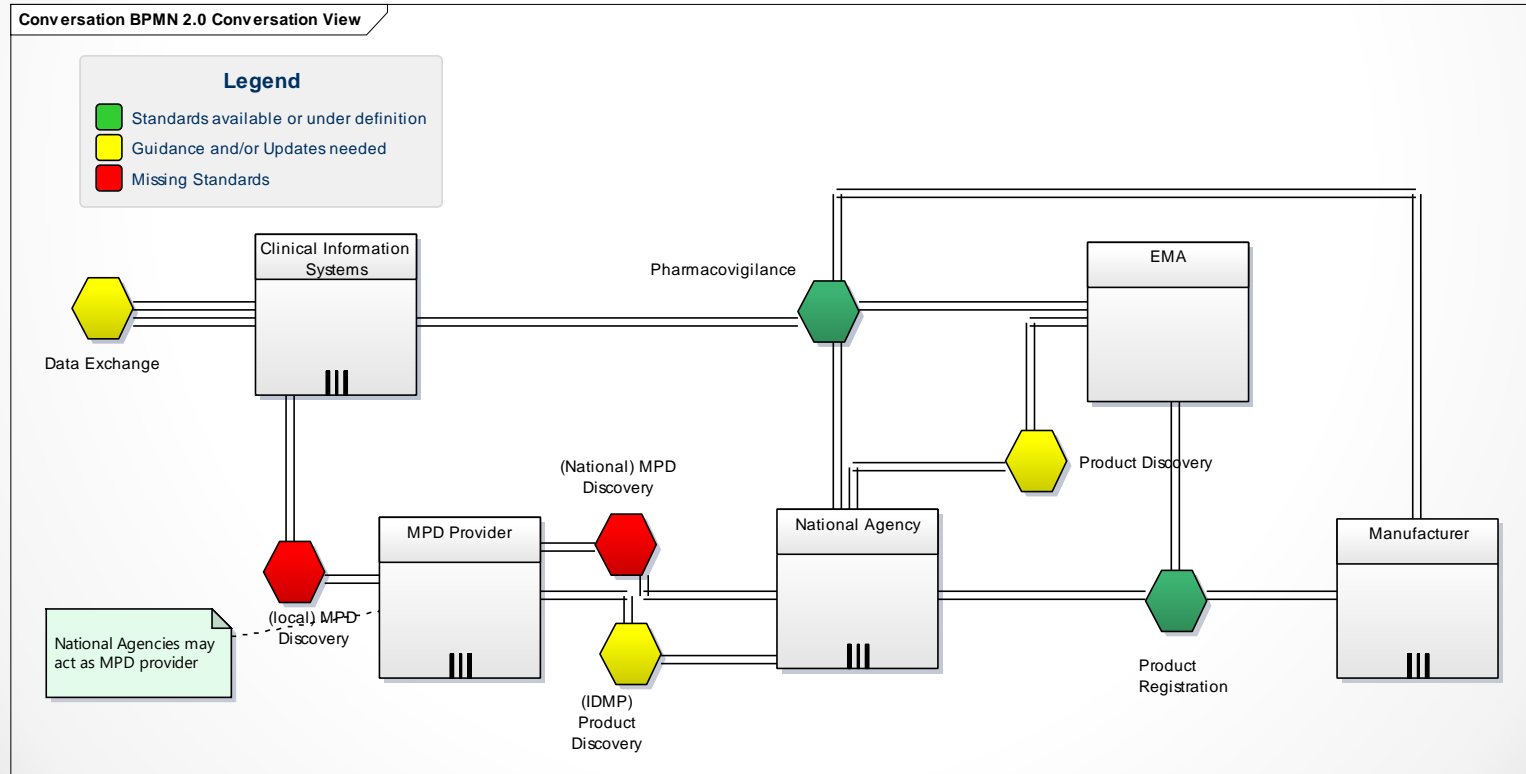 Conversation BPMN 2.0 Conversation View
Legend
Standards available or under definition
Guidance and/or Updates needed
Missing Standards
Clinical Information
Systems
Pharmacovigilance
EMA
Data Exchange
(National) MPD
Discovery
Product Discovery
MPD Provider
National Agency
Manufacturer
(local) MPD
Discovery
National Agencies may
act as MPD provider
(IDMP)
Product
Discovery
Product
Registration